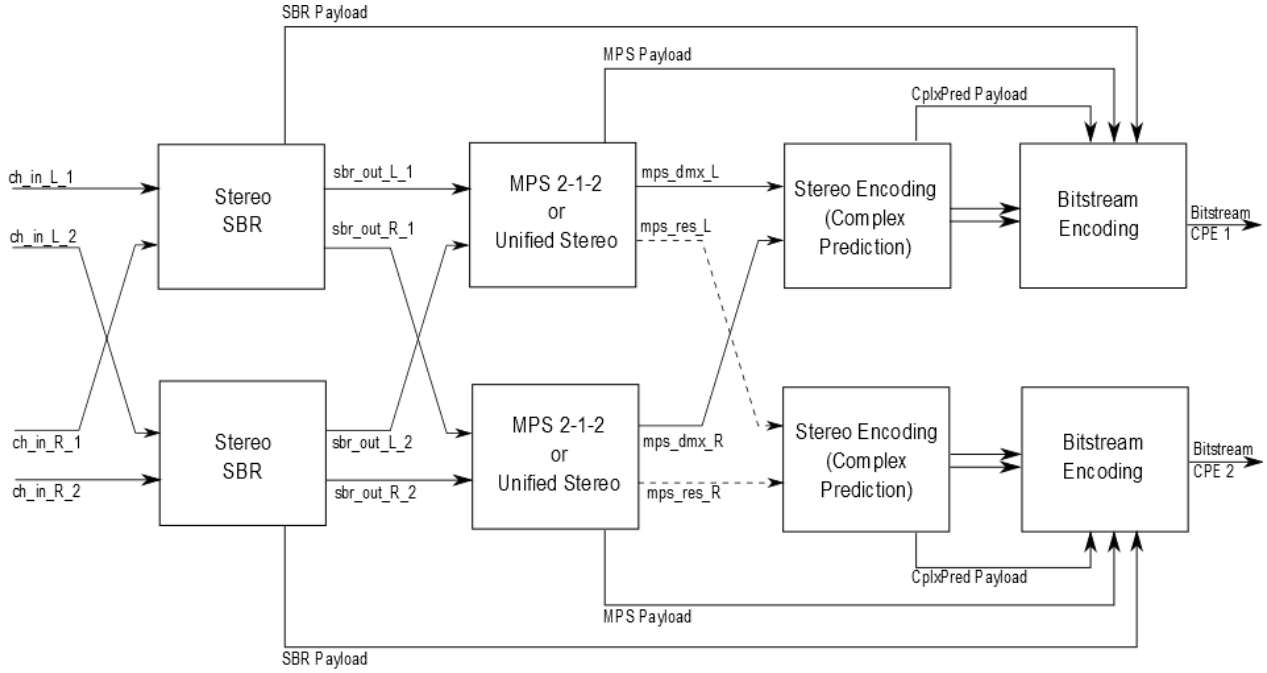 SBR Payload
MPS Payload
CplxPred Payload
ch_in_L_1
Stereo
SBR
sbr_out_L_1
MPS 2-1-2
or
Unified Stereo
mps_dmx_L
Stereo Encoding
(Complex
Prediction)
Bitstream
Encoding
Bitstream
CPE 1
ch_in_L_2
sbr_out_R_1
mps_res_L
ch_in_R_1
Stereo
SBR
sbr_out_L_2
MPS 2-1-2
or
Unified Stereo
mps_dmx_R
Stereo Encoding
(Complex
Prediction)
Bitstream
Encoding
Bitstream
CPE 2
ch_in_R_2
sbr_out_R_2
mps_res_R
CplxPred Payload
MPS Payload
SBR Payload